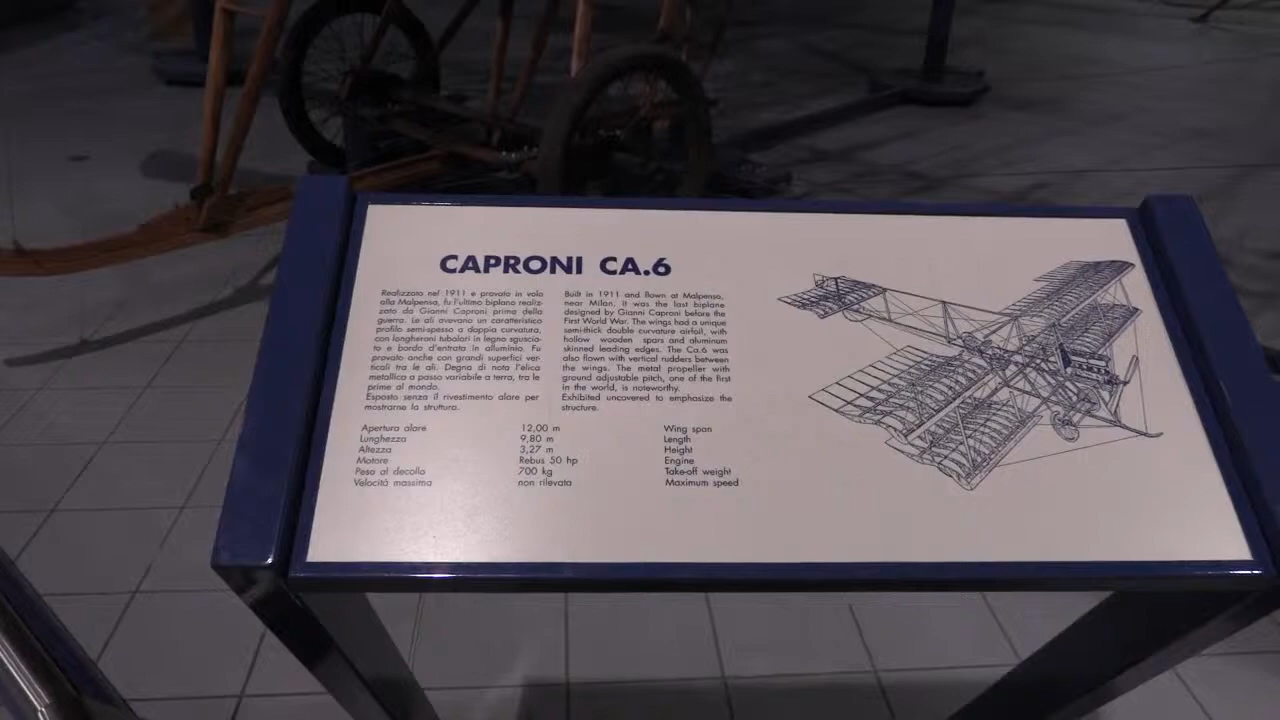 CAPRONI CA.6
Realizzato nel 1911 e provato in volo
alla Malpensa, fu l'ultimo biplano realiz-
zato da Gianni Caproni prima della
guerra. Le ali avevano un caratteristico
profilo semi-spesso a doppia curvatura,
con longheroni tubolari in legno sguscia-
to e bordo d'entrata in alluminio. Fu
provato anche con grandi superfici ver-
ticali tra le ali. Degna di nota l'elica
metallica a passo variabile a terra, tra le
prime al mondo.
Esposto senza il rivestimento alare per
mostrarne la struttura.
Built in 1911 and flown at Malpensa,
near Milan, it was the last biplane
designed by Gianni Caproni before the
First World War. The wings had a unique
semi-thick double curvature airfoil, with
hollow wooden spars and aluminum
skinned leading edges. The Ca.6 was
also flown with vertical rudders between
the wings. The metal propeller with
ground adjustable pitch, one of the first
in the world, is noteworthy.
Exhibited uncovered to emphasize the
structure.
Apertura alare 12,00 m Wing span
Lunghezza 9,80 m Length
Altezza 3,27 m Height
Motore Rebus 50 hp Engine
Peso al decollo 700 kg Take-off weight
Velocità massima non rilevata Maximum speed